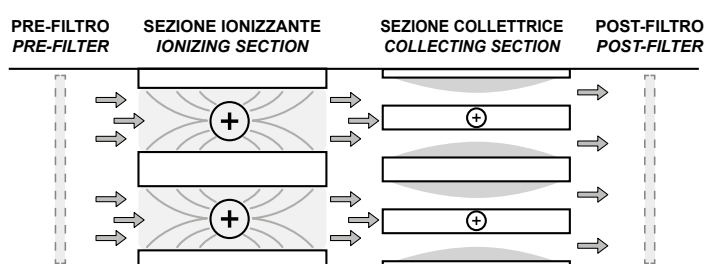 PRE-FILTRO
PRE-FILTER
SEZIONE IONIZZANTE
IONIZING SECTION
SEZIONE COLLETTRICE
COLLECTING SECTION
POST-FILTRO
POST-FILTER
+
+
+
+